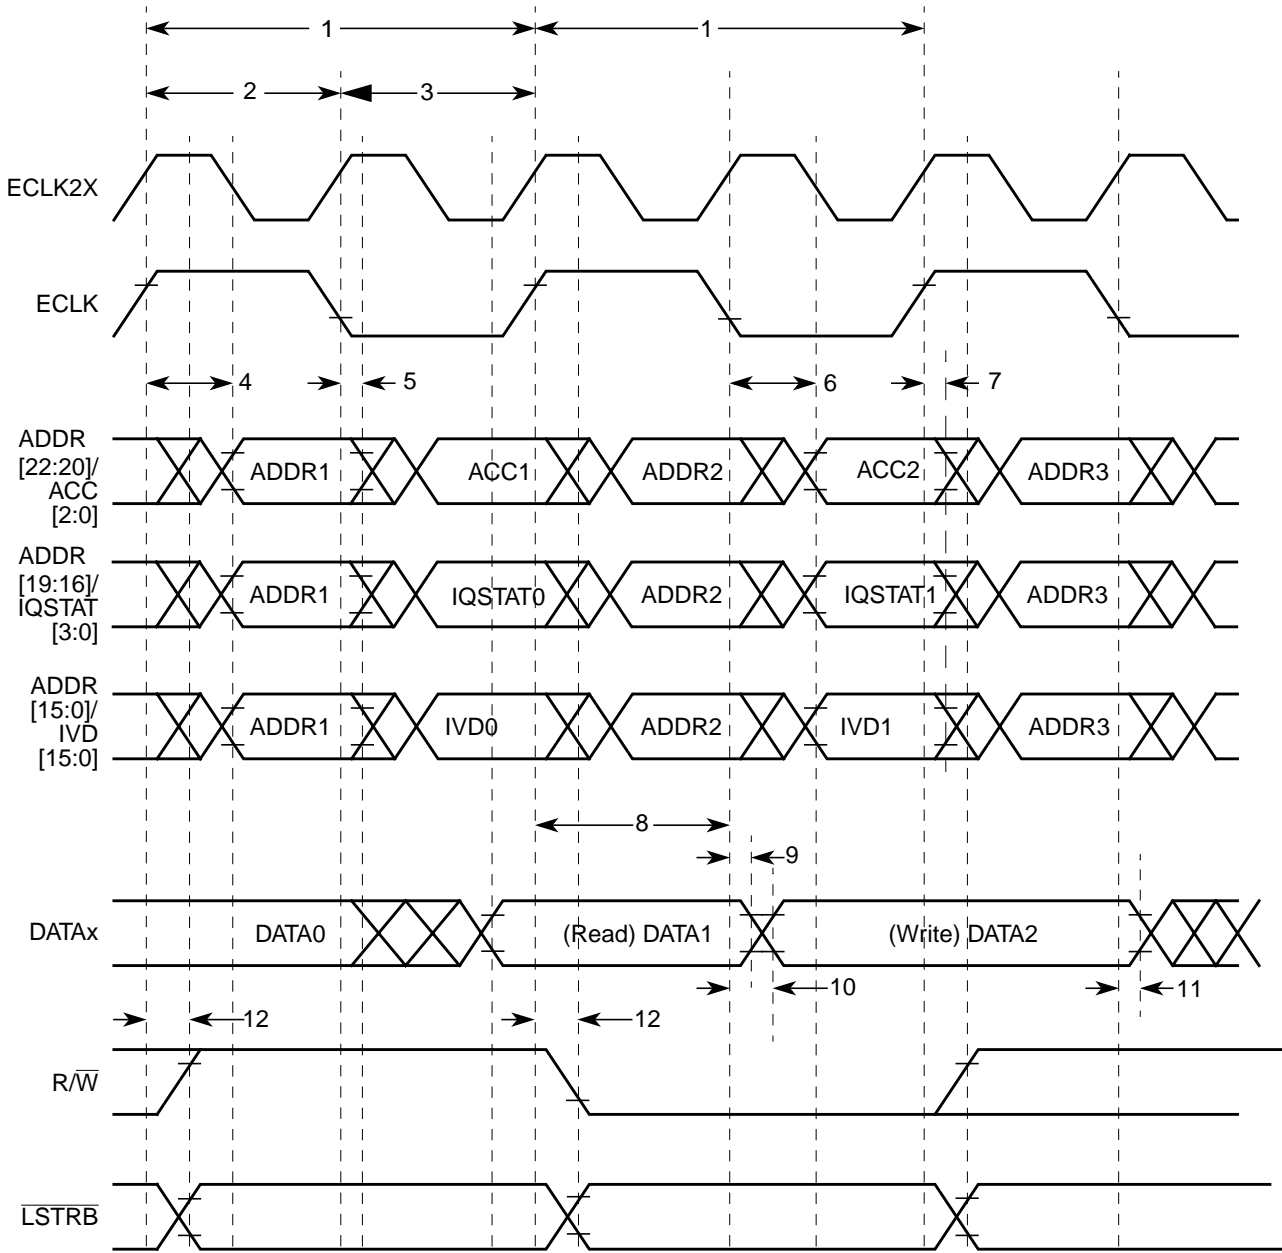 1 1
2 3
ECLK2X
ECLK
4 5 6 7
ADDR
[22:20]/
ACC
[2:0]
ADDR1 ACC1 ADDR2 ACC2 ADDR3
ADDR
[19:16]/
IQSTAT
[3:0]
ADDR1 IQSTAT0 ADDR2 IQSTAT1 ADDR3
ADDR
[15:0]/
IVD
[15:0]
ADDR1 IVD0 ADDR2 IVD1 ADDR3
8
9
DATAx DATA0 (Read) DATA1 (Write) DATA2
10 11
12 12
R/W
LSTRB